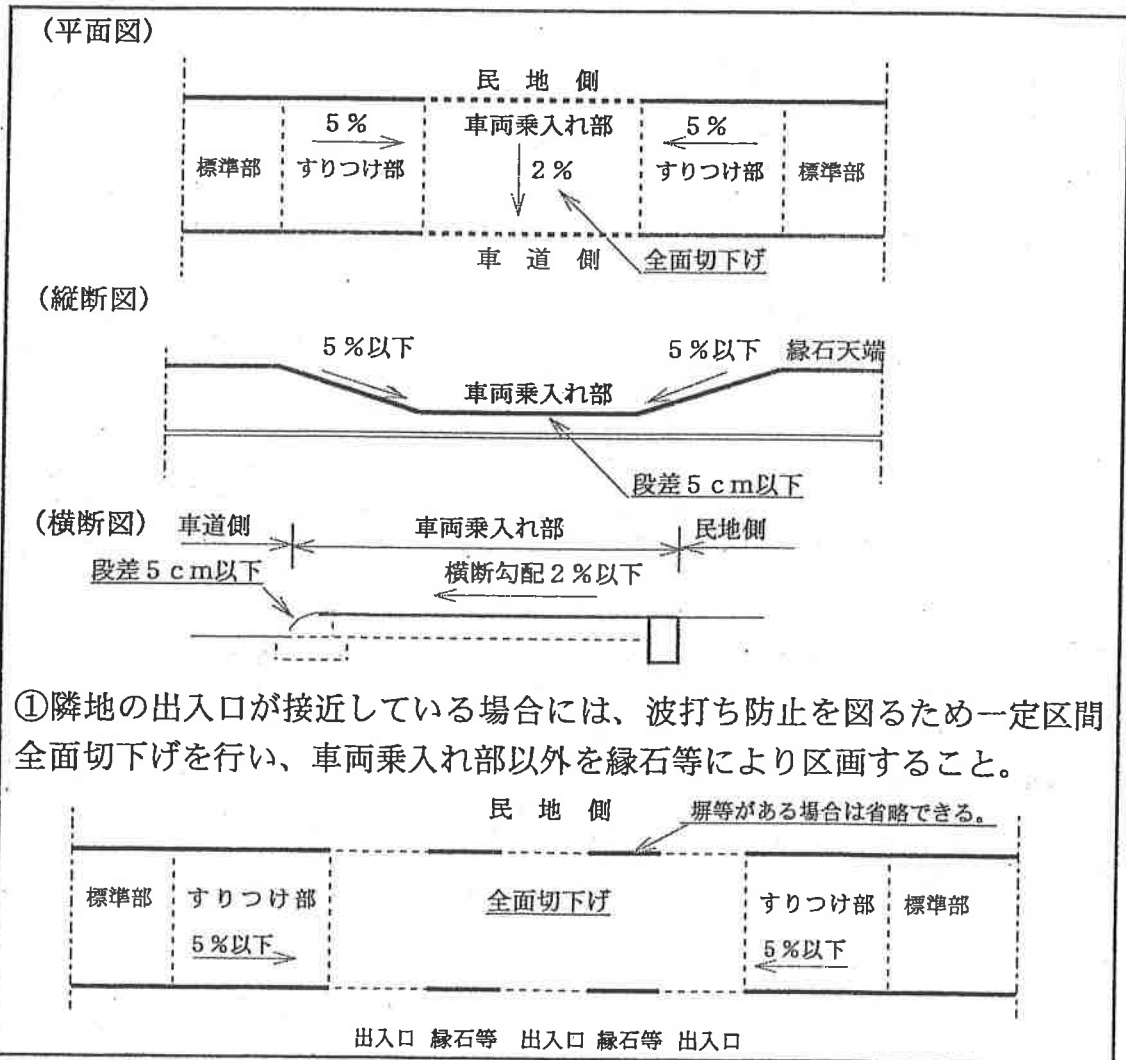 (平面図)
民 地 側
5% 車両乗入れ部 5%
標準部 すりつけ部 2% すりつけ部 標準部
車 道 側 全面切下げ
(縦断図)
5%以下 5%以下 縁石天端
車両乗入れ部
段差5cm以下
(横断図) 車道側 車両乗入れ部 民地側
段差5cm以下 横断勾配2%以下
①隣地の出入口が接近している場合には、波打ち防止を図るため一定区間
全面切下げを行い、車両乗入れ部以外を縁石等により区画すること。
民 地 側 塀等がある場合は省略できる。
標準部 すりつけ部 全面切下げ すりつけ部 標準部
5%以下 5%以下
出入口 縁石等 出入口 縁石等 出入口